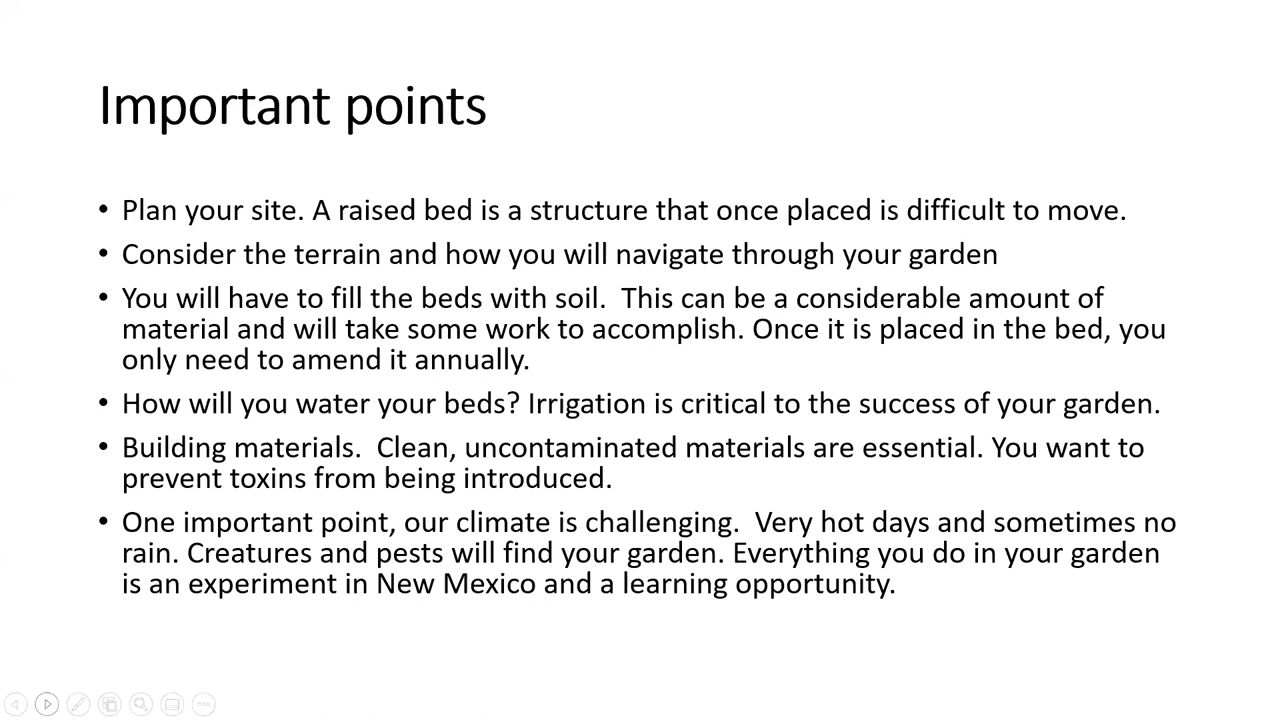 Important points
• Plan your site. A raised bed is a structure that once placed is difficult to move.
• Consider the terrain and how you will navigate through your garden
• You will have to fill the beds with soil.  This can be a considerable amount of
material and will take some work to accomplish. Once it is placed in the bed, you
only need to amend it annually.
• How will you water your beds? Irrigation is critical to the success of your garden.
• Building materials.  Clean, uncontaminated materials are essential. You want to
prevent toxins from being introduced.
• One important point, our climate is challenging.  Very hot days and sometimes no
rain. Creatures and pests will find your garden. Everything you do in your garden
is an experiment in New Mexico and a learning opportunity.